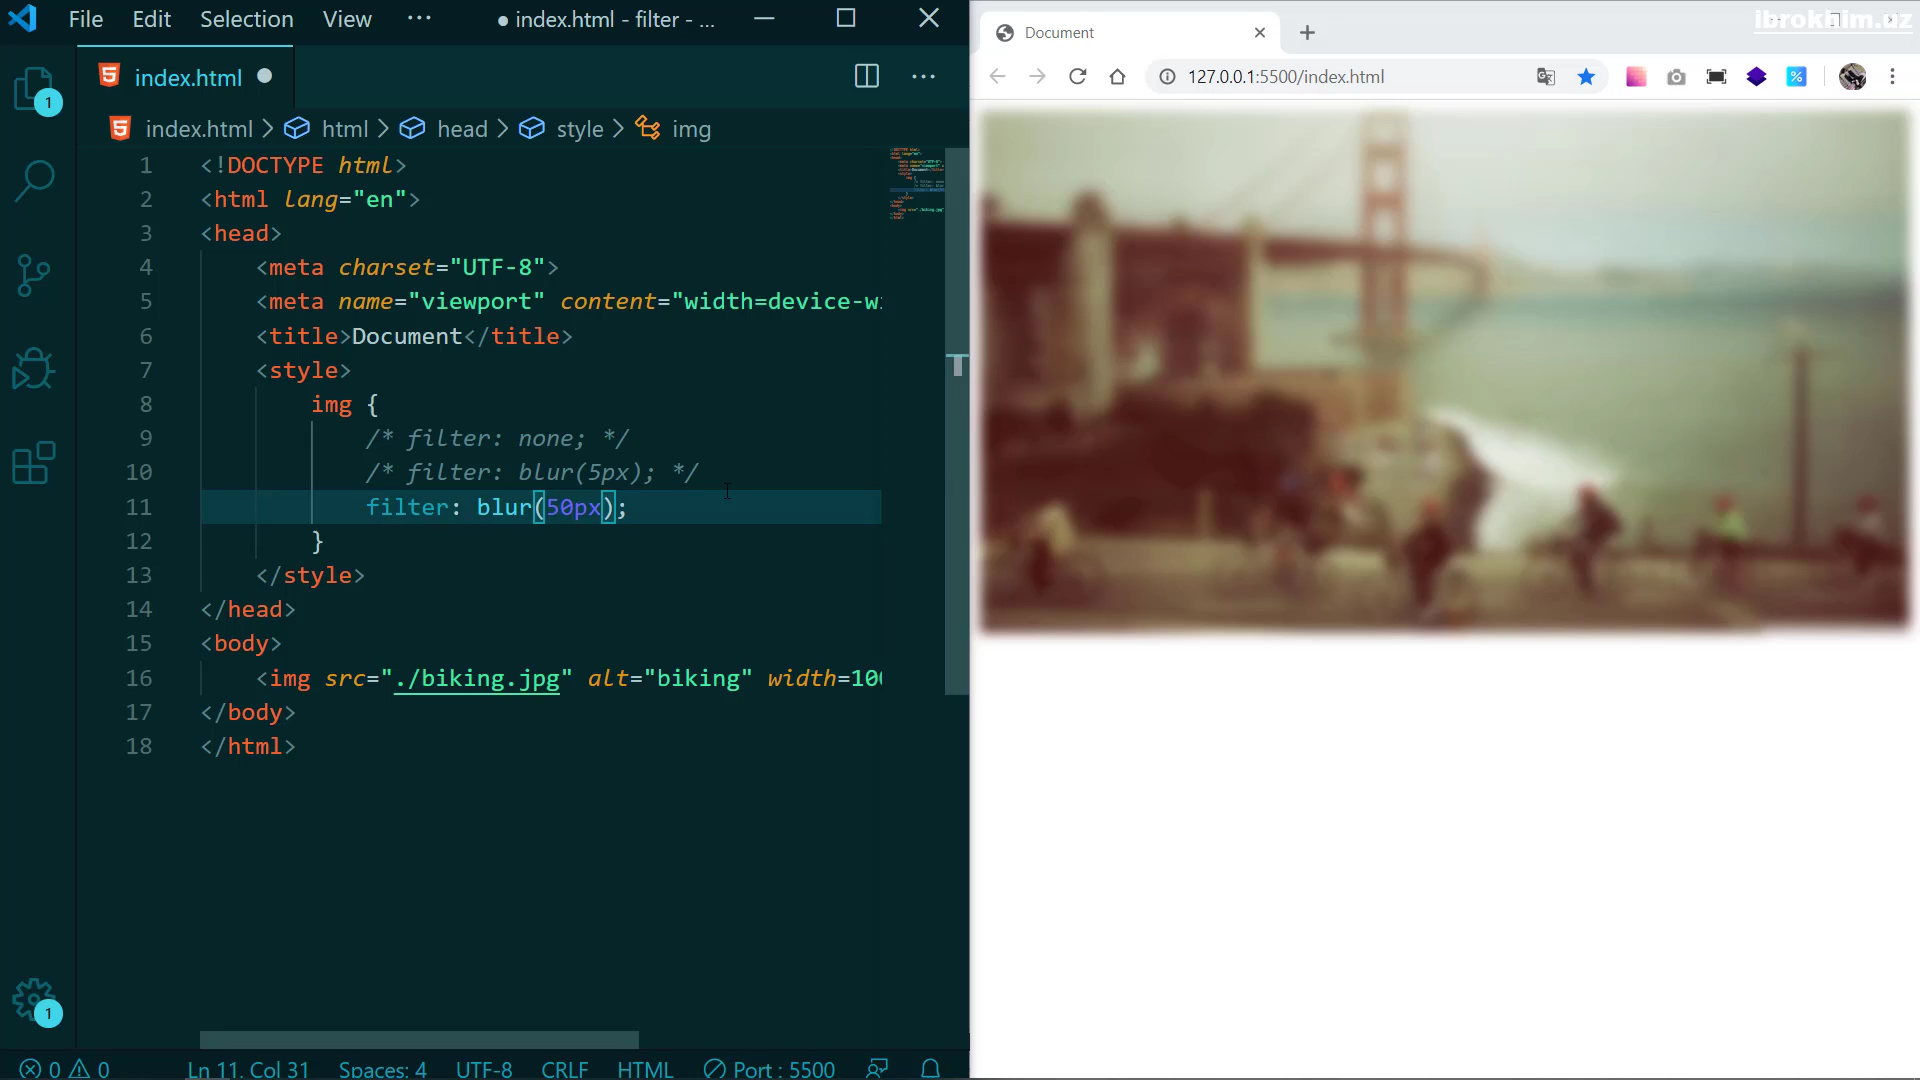 File Edit Selection View ··· ● index.html - filter - ...
index.html ●
index.html > html > head > style > img
1 <!DOCTYPE html>
2 <html lang="en">
3 <head>
4 <meta charset="UTF-8">
5 <meta name="viewport" content="width=device-w
6 <title>Document</title>
7 <style>
8 img {
9 /* filter: none; */
10 /* filter: blur(5px); */
11 filter: blur(50px);
12 }
13 </style>
14 </head>
15 <body>
16 <img src="./biking.jpg" alt="biking" width=100
17 </body>
18 </html>
1
1
0 0 Ln 11, Col 31 Spaces: 4 UTF-8 CRLF HTML Port : 5500
Document
ibrokhim.uz
127.0.0.1:5500/index.html